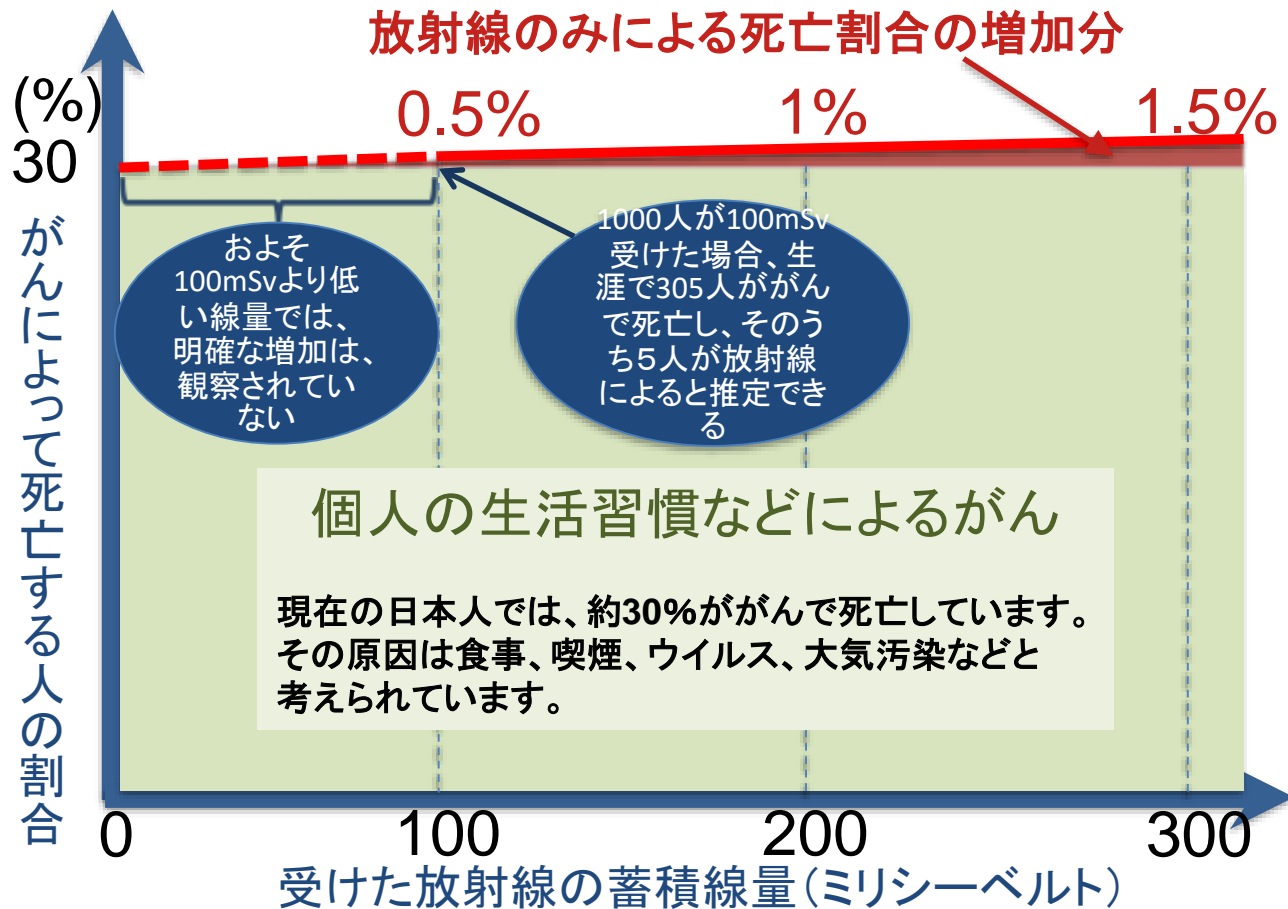 放射線のみによる死亡割合の増加分
(%)
30
0.5%
1%
1.5%
がんによって死亡する人の割合
およそ
100mSvより低
い線量では、
明確な増加は、
観察されてい
ない
1000人が100mSv
受けた場合、生
涯で305人ががん
で死亡し、そのう
ち5人が放射線
によると推定でき
る
個人の生活習慣などによるがん
現在の日本人では、約30%ががんで死亡しています。
その原因は食事、喫煙、ウイルス、大気汚染などと
考えられています。
0
100
200
300
受けた放射線の蓄積線量(ミリシーベルト)